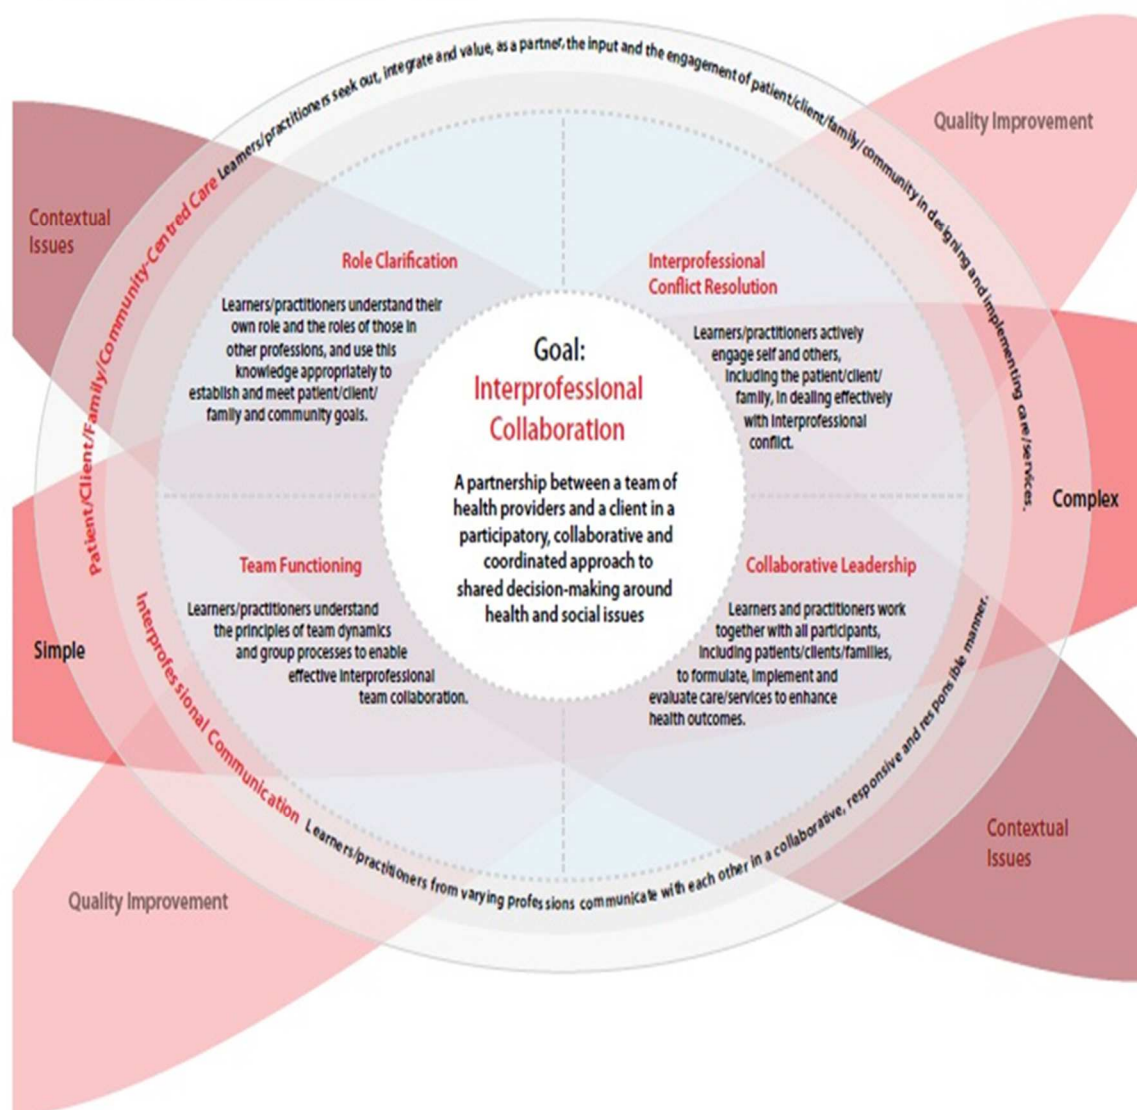 Patient/Client/Family/Community-Centred Care Learners/practitioners seek out, integrate and value, as a partner, the input and the engagement of patient/client/family/community in designing and implementing care/services.
Quality Improvement
Contextual
Issues
Role Clarification
Learners/practitioners understand their
own role and the roles of those in
other professions, and use this
knowledge appropriately to
establish and meet patient/client/
family and community goals.
Interprofessional
Conflict Resolution
Learners/practitioners actively
engage self and others,
including the patient/client/
family, in dealing effectively
with interprofessional
conflict.
Goal:
Interprofessional
Collaboration
A partnership between a team of
health providers and a client in a
participatory, collaborative and
coordinated approach to
shared decision-making around
health and social issues
Complex
Team Functioning
Learners/practitioners understand
the principles of team dynamics
and group processes to enable
effective interprofessional
team collaboration.
Collaborative Leadership
Learners and practitioners work
together with all participants,
including patients/clients/families,
to formulate, implement and
evaluate care/services to enhance
health outcomes.
Simple
Interprofessional Communication Learners/practitioners from varying professions communicate with each other in a collaborative, responsive and responsible manner.
Contextual
Issues
Quality Improvement